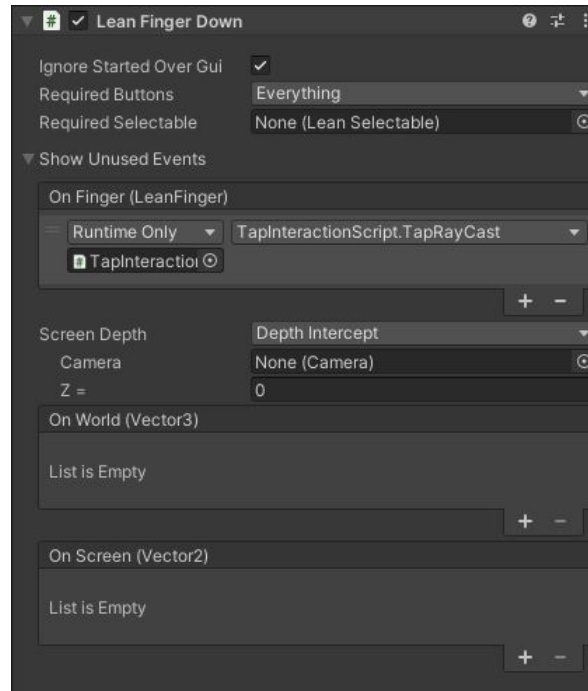 Lean Finger Down
Ignore Started Over Gui
Required Buttons Everything
Required Selectable None (Lean Selectable)
Show Unused Events
On Finger (LeanFinger)
Runtime Only TapInteractionScript.TapRayCast
TapInteractio
Screen Depth Depth Intercept
Camera None (Camera)
Z = 0
On World (Vector3)
List is Empty
On Screen (Vector2)
List is Empty